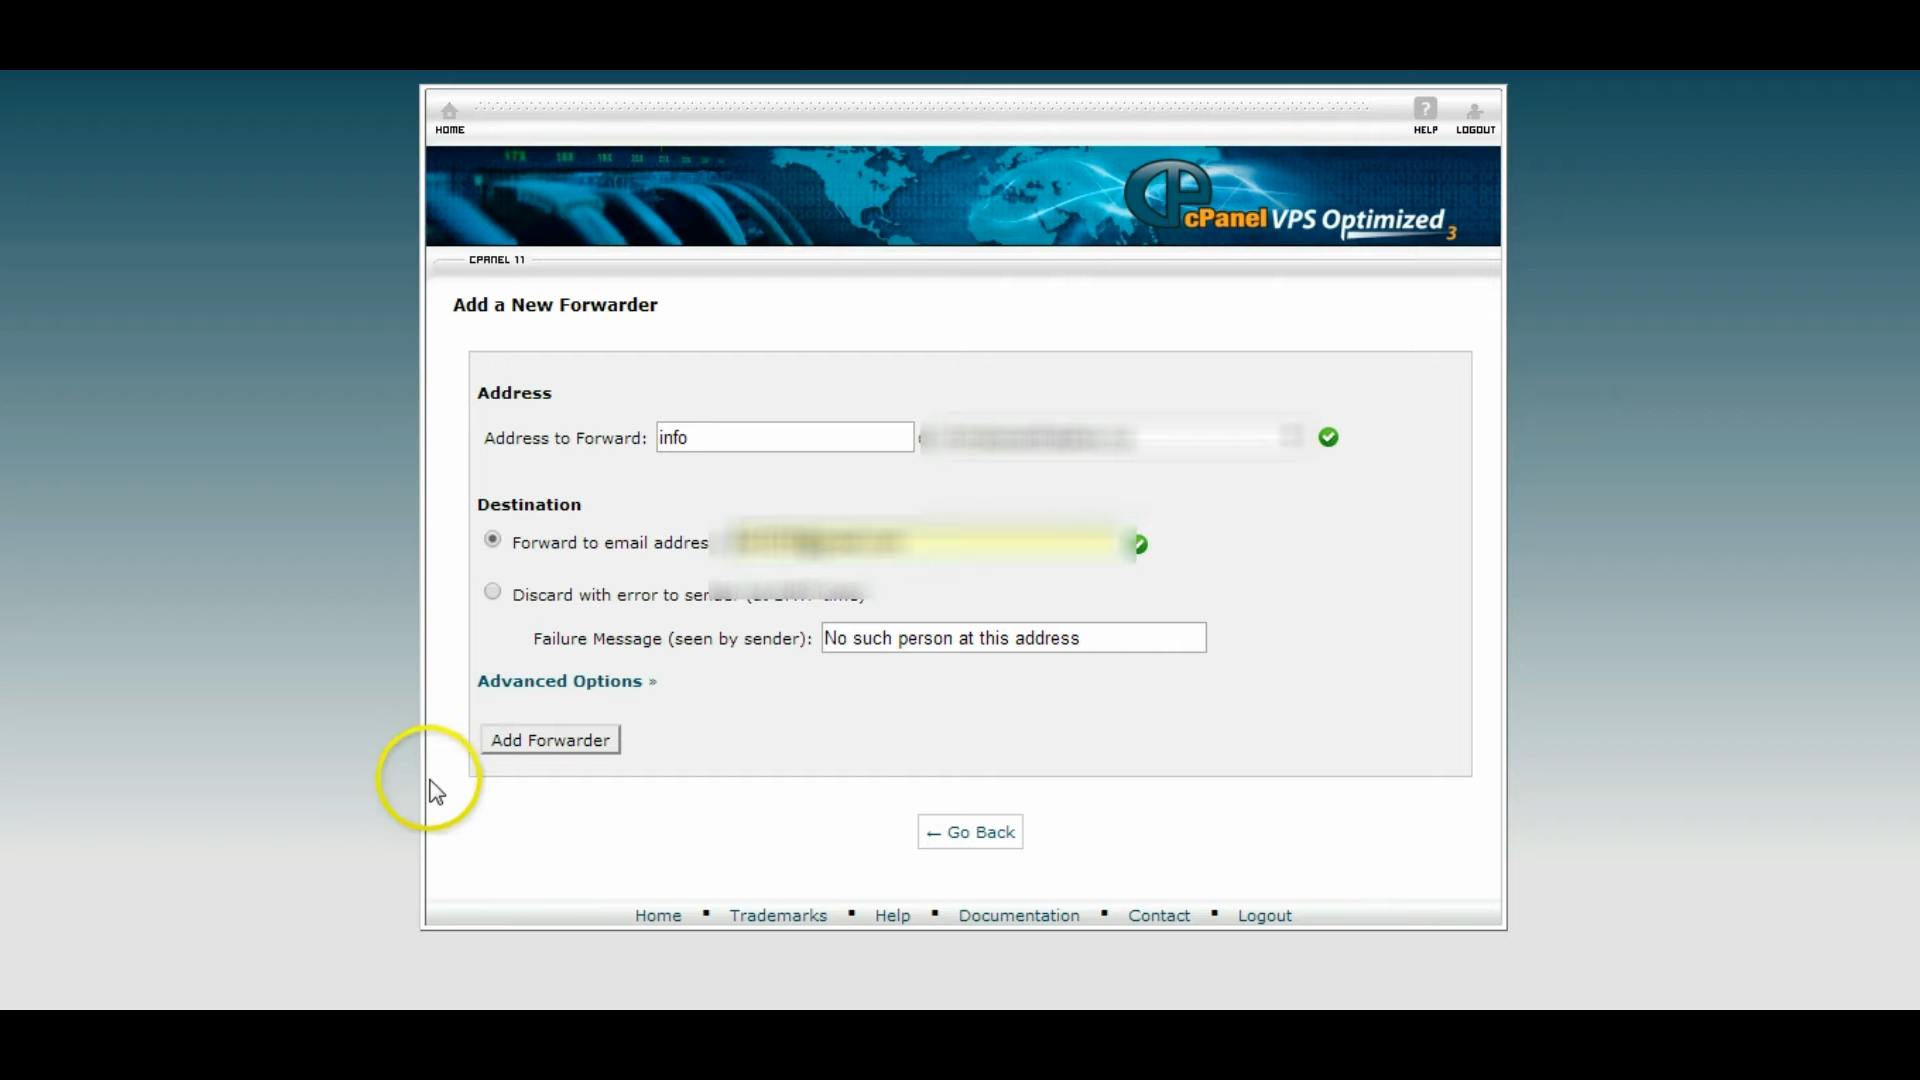 HOME
HELP LOGOUT
cPanel VPS Optimized 3
CPANEL 11
Add a New Forwarder
Address
Address to Forward: info
Destination
Forward to email addres
Discard with error to
Failure Message (seen by sender): No such person at this address
Advanced Options »
Add Forwarder
← Go Back
Home ▪ Trademarks ▪ Help ▪ Documentation ▪ Contact ▪ Logout